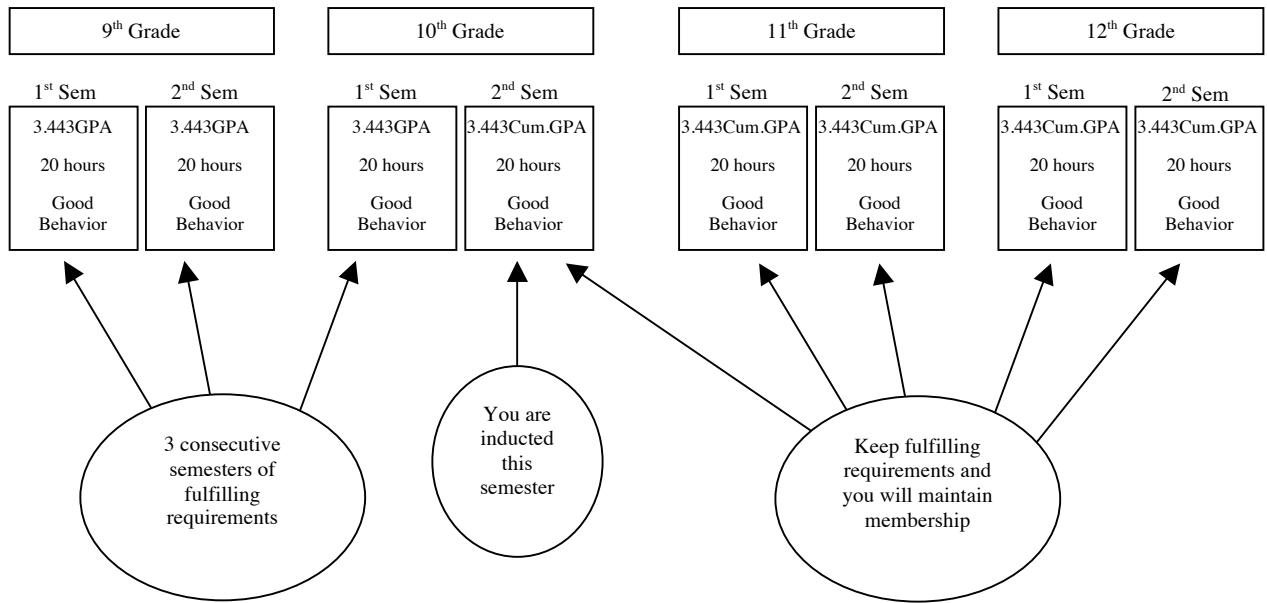 9th Grade
10th Grade
11th Grade
12th Grade
1st Sem
2nd Sem
1st Sem
2nd Sem
1st Sem
2nd Sem
1st Sem
2nd Sem
3.443GPA
20 hours
Good
Behavior
3.443GPA
20 hours
Good
Behavior
3.443GPA
20 hours
Good
Behavior
3.443Cum.GPA
20 hours
Good
Behavior
3.443Cum.GPA
20 hours
Good
Behavior
3.443Cum.GPA
20 hours
Good
Behavior
3.443Cum.GPA
20 hours
Good
Behavior
3.443Cum.GPA
20 hours
Good
Behavior
3 consecutive
semesters of
fulfilling
requirements
You are
inducted
this
semester
Keep fulfilling
requirements and
you will maintain
membership